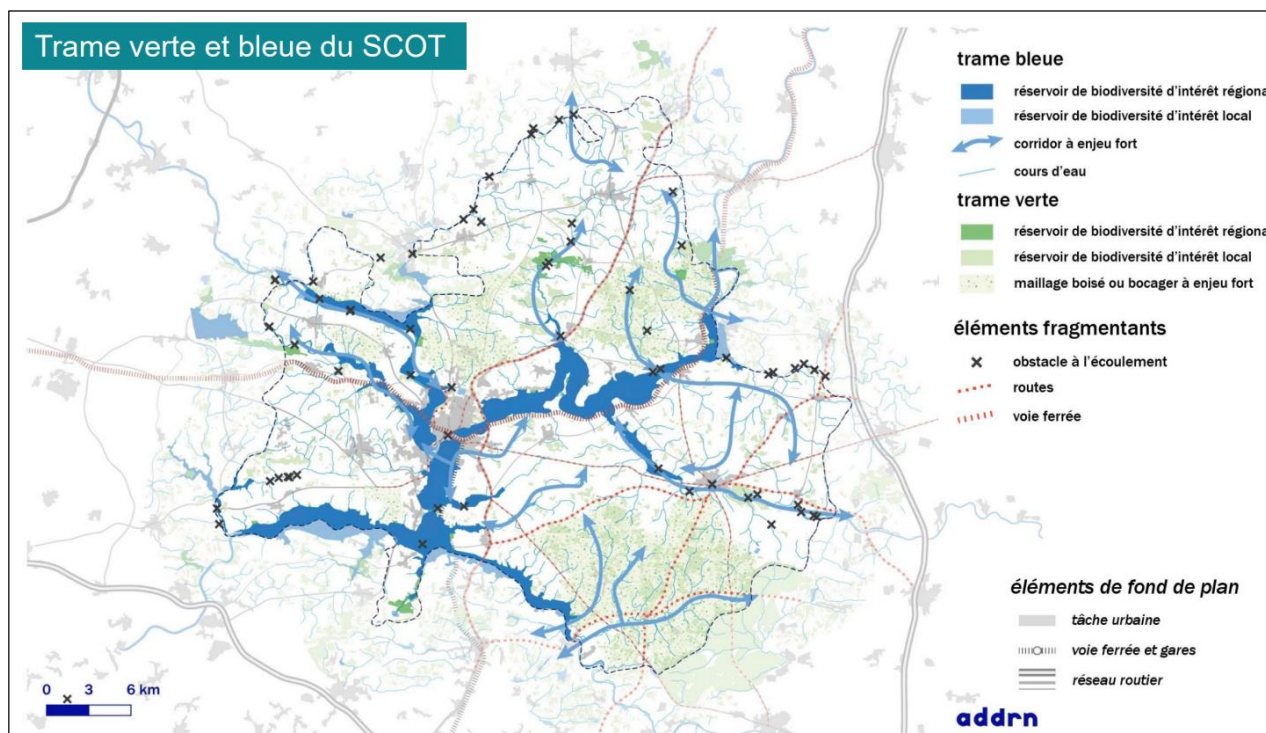 Trame verte et bleue du SCOT
trame bleue
réservoir de biodiversité d'intérêt régional
réservoir de biodiversité d'intérêt local
corridor à enjeu fort
cours d'eau
trame verte
réservoir de biodiversité d'intérêt régional
réservoir de biodiversité d'intérêt local
maillage boisé ou bocager à enjeu fort
éléments fragmentants
obstacle à l'écoulement
routes
voie ferrée
éléments de fond de plan
tâche urbaine
voie ferrée et gares
réseau routier
0 3 6 km
addrn